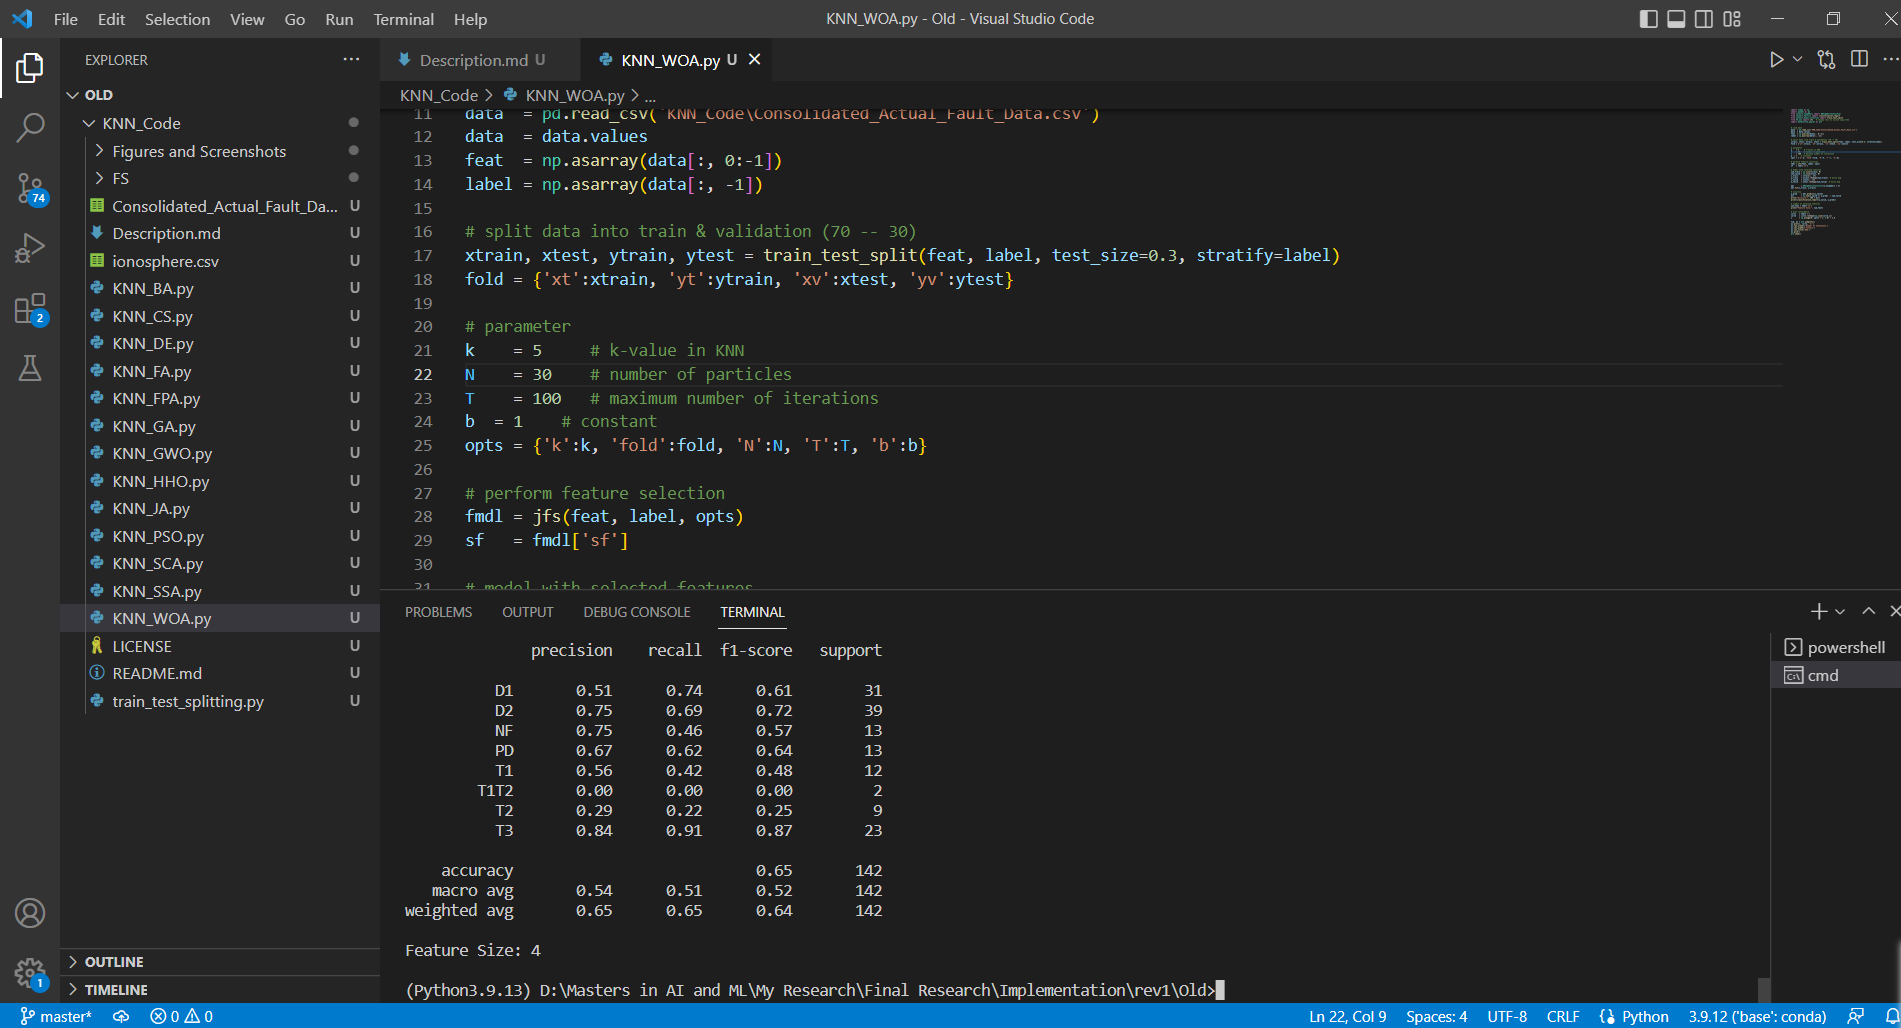 File Edit Selection View Go Run Terminal Help
KNN_WOA.py - Old - Visual Studio Code
EXPLORER
OLD
KNN_Code
Figures and Screenshots
FS
Consolidated_Actual_Fault_Da... U
Description.md U
ionosphere.csv U
KNN_BA.py U
KNN_CS.py U
KNN_DE.py U
KNN_FA.py U
KNN_FPA.py U
KNN_GA.py U
KNN_GWO.py U
KNN_HHO.py U
KNN_JA.py U
KNN_PSO.py U
KNN_SCA.py U
KNN_SSA.py U
KNN_WOA.py U
LICENSE U
README.md U
train_test_splitting.py U
OUTLINE
TIMELINE
74
2
1
Description.md U
KNN_WOA.py U
KNN_Code > KNN_WOA.py > ...
11 data = pd.read_csv('KNN_Code\Consolidated_Actual_Fault_Data.csv')
12 data = data.values
13 feat = np.asarray(data[:, 0:-1])
14 label = np.asarray(data[:, -1])
15
16 # split data into train & validation (70 -- 30)
17 xtrain, xtest, ytrain, ytest = train_test_split(feat, label, test_size=0.3, stratify=label)
18 fold = {'xt':xtrain, 'yt':ytrain, 'xv':xtest, 'yv':ytest}
19
20 # parameter
21 k = 5 # k-value in KNN
22 N = 30 # number of particles
23 T = 100 # maximum number of iterations
24 b = 1 # constant
25 opts = {'k':k, 'fold':fold, 'N':N, 'T':T, 'b':b}
26
27 # perform feature selection
28 fmdl = jfs(feat, label, opts)
29 sf = fmdl['sf']
30
31 # model with selected features
PROBLEMS OUTPUT DEBUG CONSOLE TERMINAL
precision recall f1-score support
D1 0.51 0.74 0.61 31
D2 0.75 0.69 0.72 39
NF 0.75 0.46 0.57 13
PD 0.67 0.62 0.64 13
T1 0.56 0.42 0.48 12
T1T2 0.00 0.00 0.00 2
T2 0.29 0.22 0.25 9
T3 0.84 0.91 0.87 23
accuracy 0.65 142
macro avg 0.54 0.51 0.52 142
weighted avg 0.65 0.65 0.64 142
Feature Size: 4
(Python3.9.13) D:\Masters in AI and ML\My Research\Final Research\Implementation\rev1\Old>
powershell
cmd
master* 0 0 Ln 22, Col 9 Spaces: 4 UTF-8 CRLF Python 3.9.12 ('base': conda)